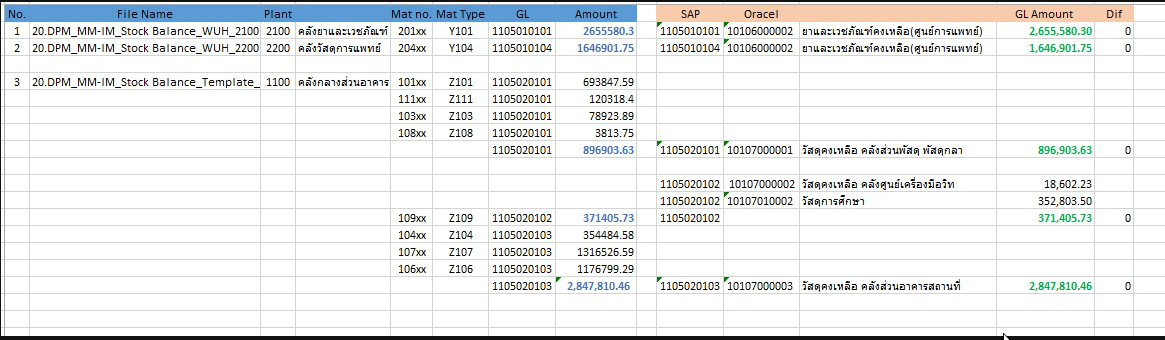 No. File Name Plant Mat no. Mat Type GL Amount SAP Oracel GL Amount Dif
1 20.DPM_MM-IM_Stock Balance_WUH_2100 2100 คลังยาและเวชภัณฑ์ 201xx Y101 1105010101 2655580.3 1105010101 10106000002 ยาและเวชภัณฑ์คงเหลือ(ศูนย์การแพทย์) 2,655,580.30 0
2 20.DPM_MM-IM_Stock Balance_WUH_2200 2200 คลังวัสดุการแพทย์ 204xx Y104 1105010104 1646901.75 1105010104 10106000002 ยาและเวชภัณฑ์คงเหลือ(ศูนย์การแพทย์) 1,646,901.75 0
3 20.DPM_MM-IM_Stock Balance_Template_ 1100 คลังกลางส่วนอาคาร 101xx Z101 1105020101 693847.59
111xx Z111 1105020101 120318.4
103xx Z103 1105020101 78923.89
108xx Z108 1105020101 3813.75
1105020101 896903.63 1105020101 10107000001 วัสดุคงเหลือ คลังส่วนพัสดุ พัสดุกลา 896,903.63 0
1105020102 10107000002 วัสดุคงเหลือ คลังศูนย์เครื่องมือวิท 18,602.23
1105020102 10107010002 วัสดุการศึกษา 352,803.50
109xx Z109 1105020102 371405.73 1105020102 371,405.73 0
104xx Z104 1105020103 354484.58
107xx Z107 1105020103 1316526.59
106xx Z106 1105020103 1176799.29
1105020103 2,847,810.46 1105020103 10107000003 วัสดุคงเหลือ คลังส่วนอาคารสถานที่ 2,847,810.46 0